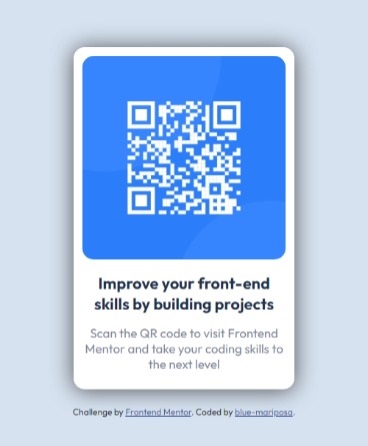 Improve your front-end
skills by building projects
Scan the QR code to visit Frontend
Mentor and take your coding skills to
the next level
Challenge by Frontend Mentor. Coded by blue-mariposa.